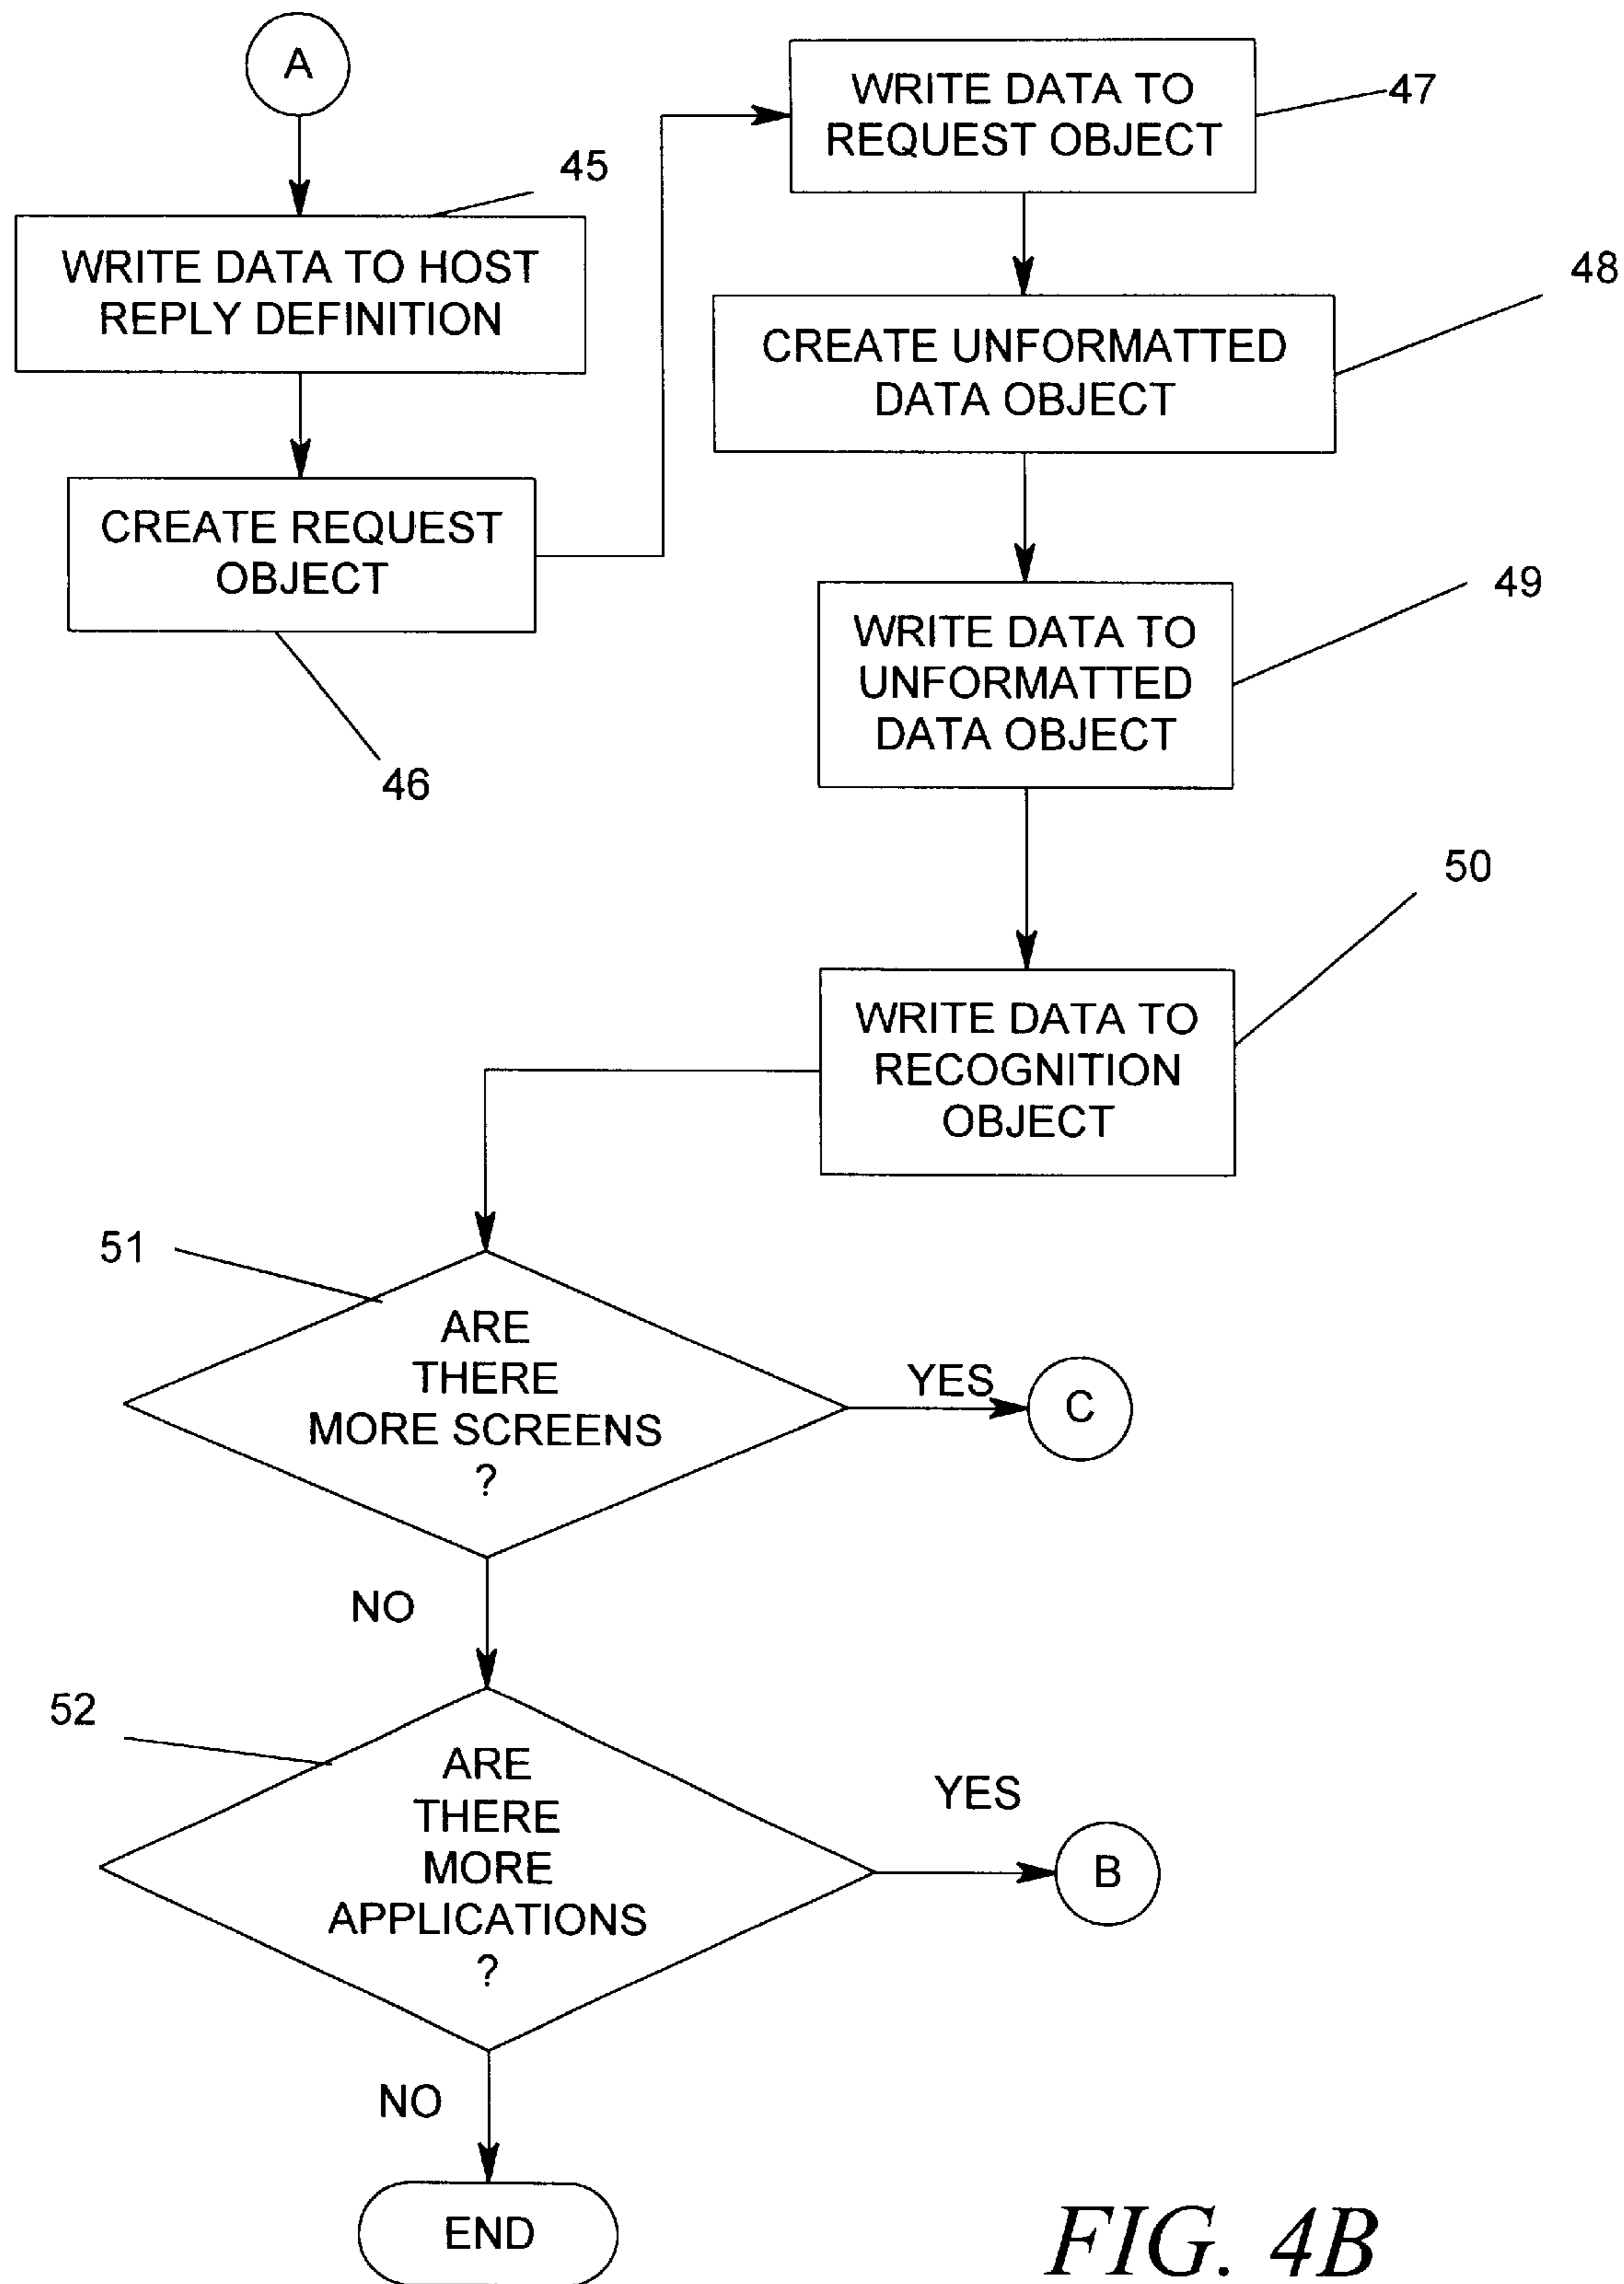 A
45
WRITE DATA TO HOST
REPLY DEFINITION
CREATE REQUEST
OBJECT
46
WRITE DATA TO
REQUEST OBJECT
47
CREATE UNFORMATTED
DATA OBJECT
48
WRITE DATA TO
UNFORMATTED
DATA OBJECT
49
WRITE DATA TO
RECOGNITION
OBJECT
50
51
ARE
THERE
MORE SCREENS
?
YES
C
NO
52
ARE
THERE
MORE
APPLICATIONS
?
YES
B
NO
END
FIG. 4B